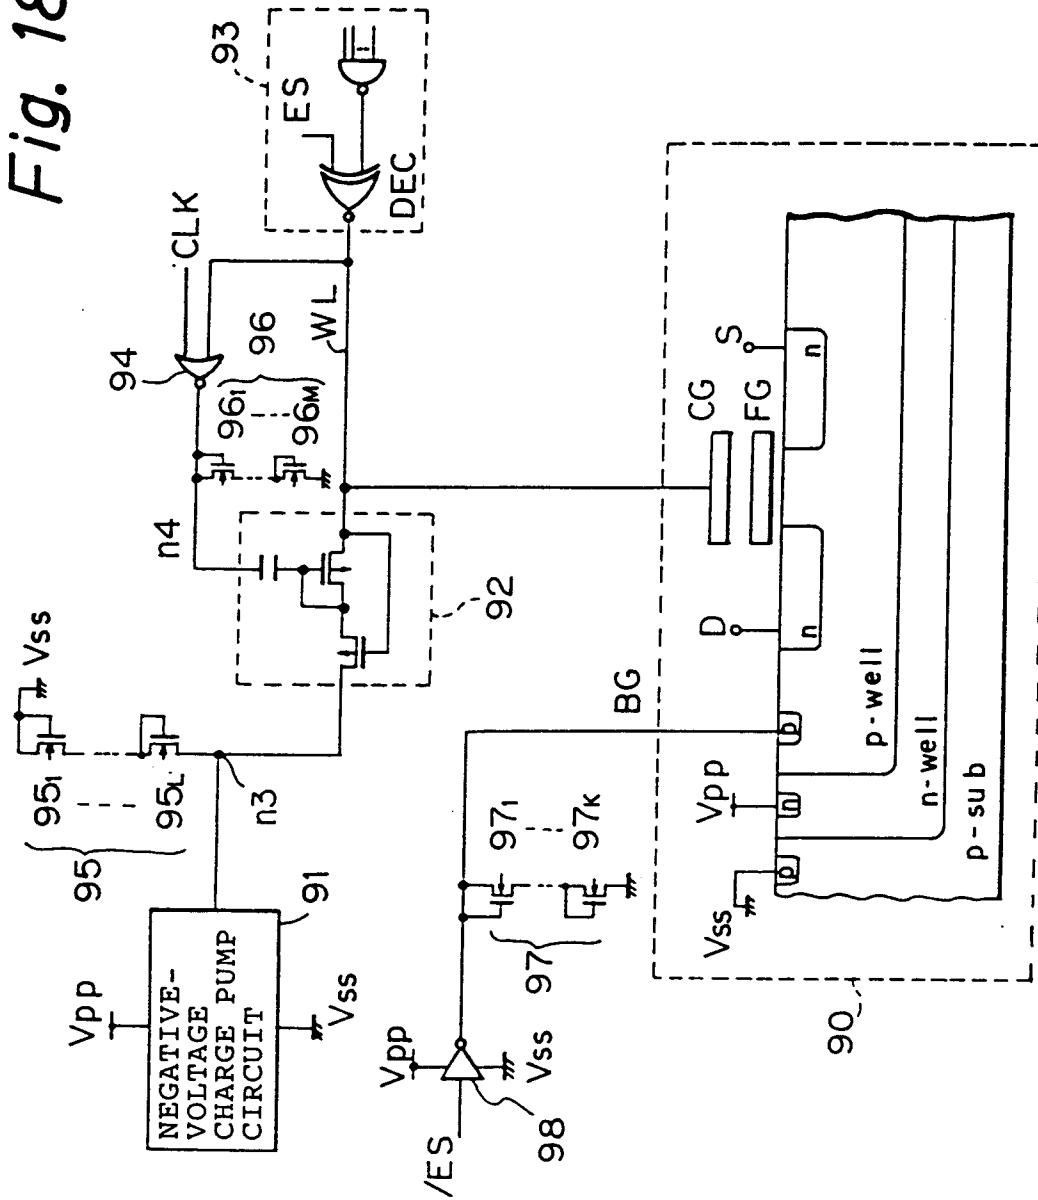 Fig. 18
93
ES
DEC
CLK
94
96
96₁
96M
WL
n4
92
Vss
95
95₁
95L
n3
91
Vpp
NEGATIVE-
VOLTAGE
CHARGE PUMP
CIRCUIT
Vss
BG
97
97₁
97K
Vpp
Vss
98
/ES
90
CG
FG
S
D
n
n
Vpp
Vss
p
n
p
p-well
n-well
p-sub